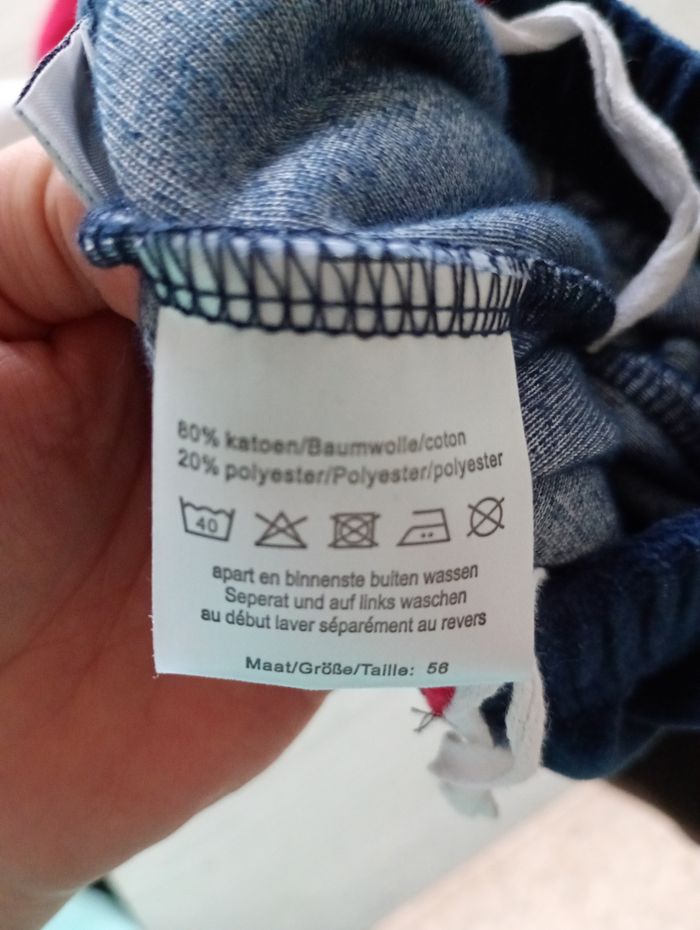 80% katoen/Baumwolle/coton
20% polyester/Polyester/polyester
40
apart en binnenste buiten wassen
Seperat und auf links waschen
au début laver séparément au revers
Maat/Größe/Taille: 56